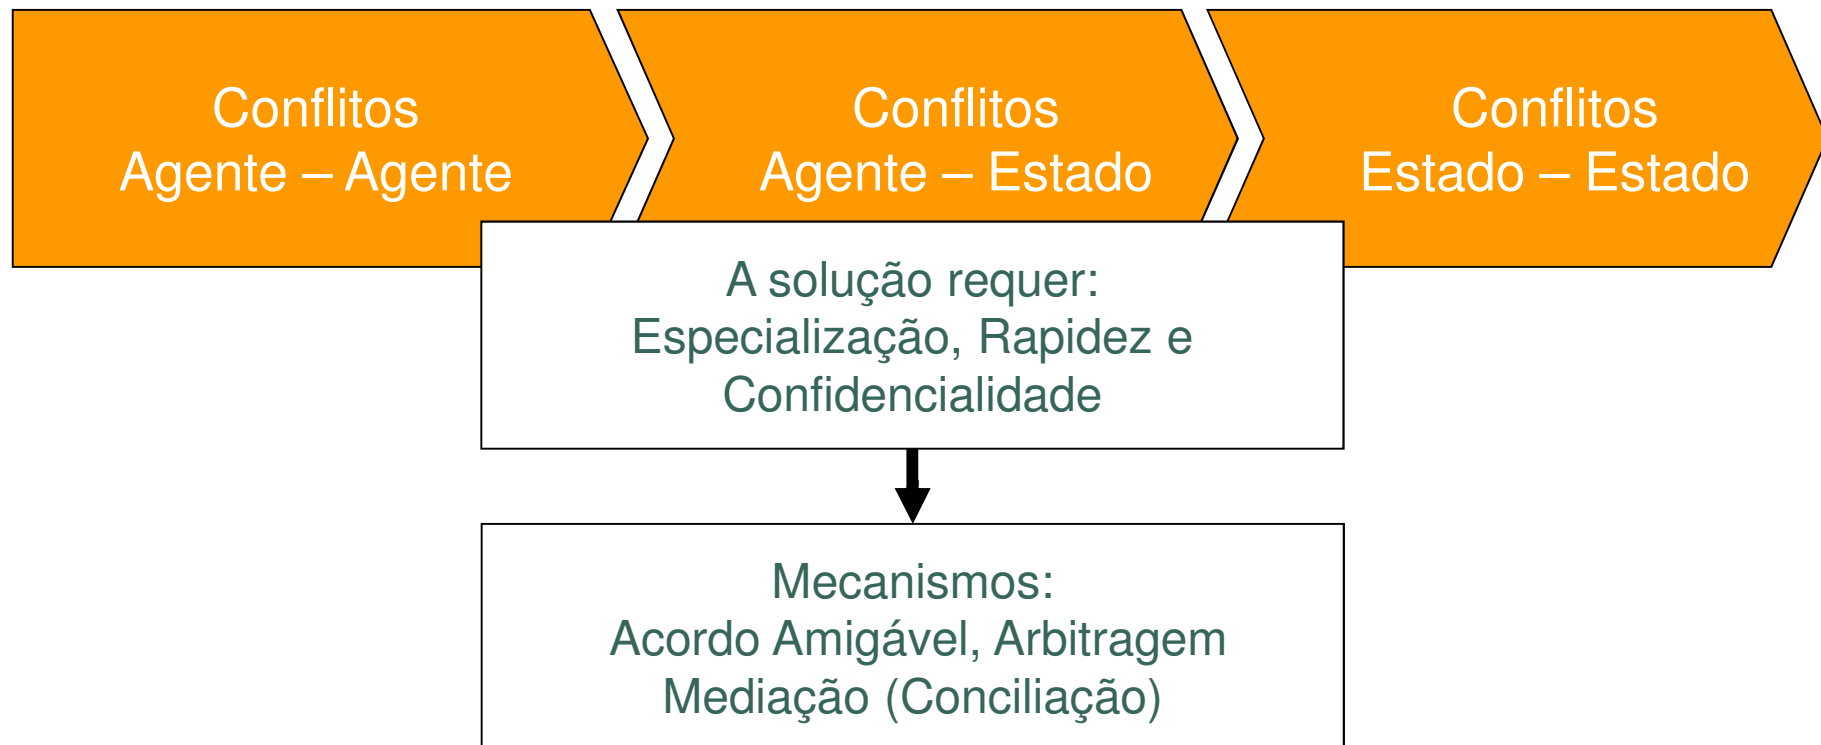 Conflitos
Agente – Agente
Conflitos
Agente – Estado
Conflitos
Estado – Estado
A solução requer:
Especialização, Rapidez e
Confidencialidade
Mecanismos:
Acordo Amigável, Arbitragem
Mediação (Conciliação)